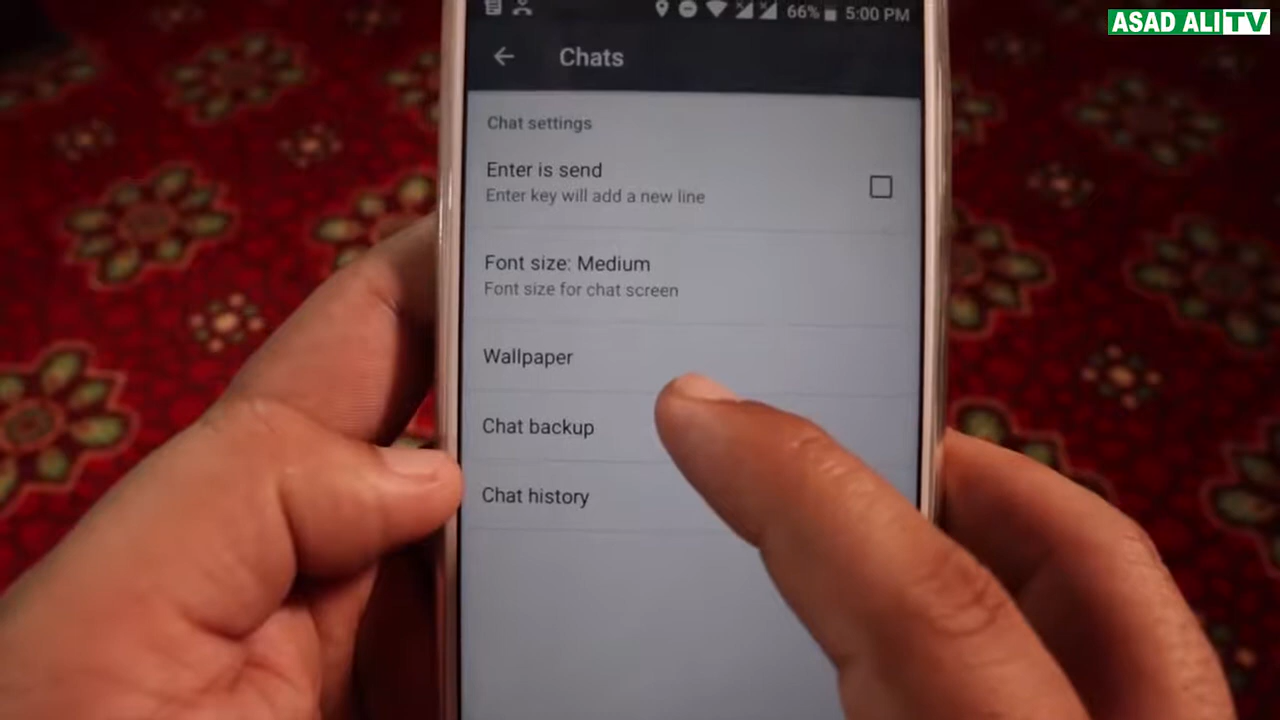 ASAD ALI TV
66% 5:00 PM
Chats
Chat settings
Enter is send
Enter key will add a new line
Font size: Medium
Font size for chat screen
Wallpaper
Chat backup
Chat history